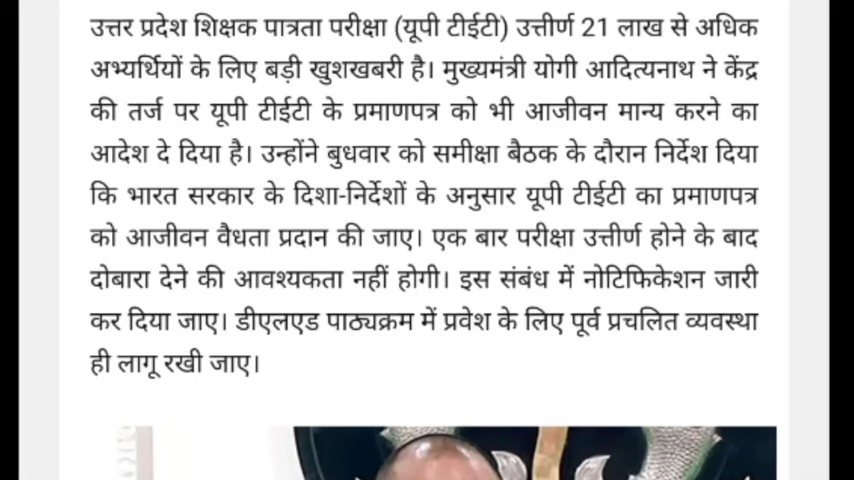 उत्तर प्रदेश शिक्षक पात्रता परीक्षा (यूपी टीईटी) उत्तीर्ण 21 लाख से अधिक
अभ्यर्थियों के लिए बड़ी खुशखबरी है। मुख्यमंत्री योगी आदित्यनाथ ने केंद्र
की तर्ज पर यूपी टीईटी के प्रमाणपत्र को भी आजीवन मान्य करने का
आदेश दे दिया है। उन्होंने बुधवार को समीक्षा बैठक के दौरान निर्देश दिया
कि भारत सरकार के दिशा-निर्देशों के अनुसार यूपी टीईटी का प्रमाणपत्र
को आजीवन वैधता प्रदान की जाए। एक बार परीक्षा उत्तीर्ण होने के बाद
दोबारा देने की आवश्यकता नहीं होगी। इस संबंध में नोटिफिकेशन जारी
कर दिया जाए। डीएलएड पाठ्यक्रम में प्रवेश के लिए पूर्व प्रचलित व्यवस्था
ही लागू रखी जाए।